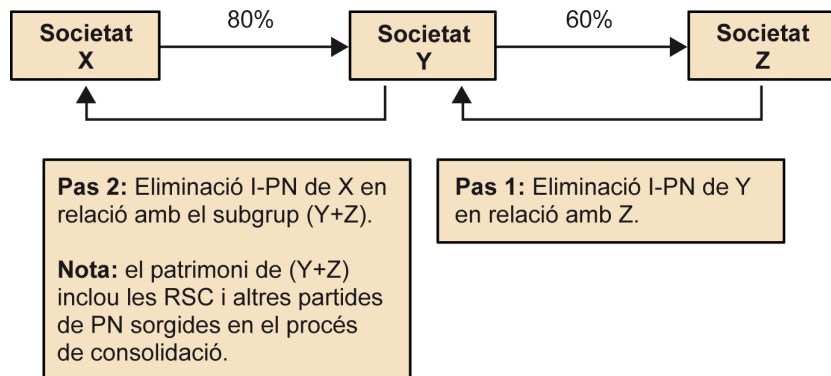 80%
60%
Societat
X
Societat
Y
Societat
Z
Pas 2: Eliminació I-PN de X en
relació amb el subgrup (Y+Z).
Nota: el patrimoni de (Y+Z)
inclou les RSC i altres partides
de PN sorgides en el procés
de consolidació.
Pas 1: Eliminació I-PN de Y
en relació amb Z.